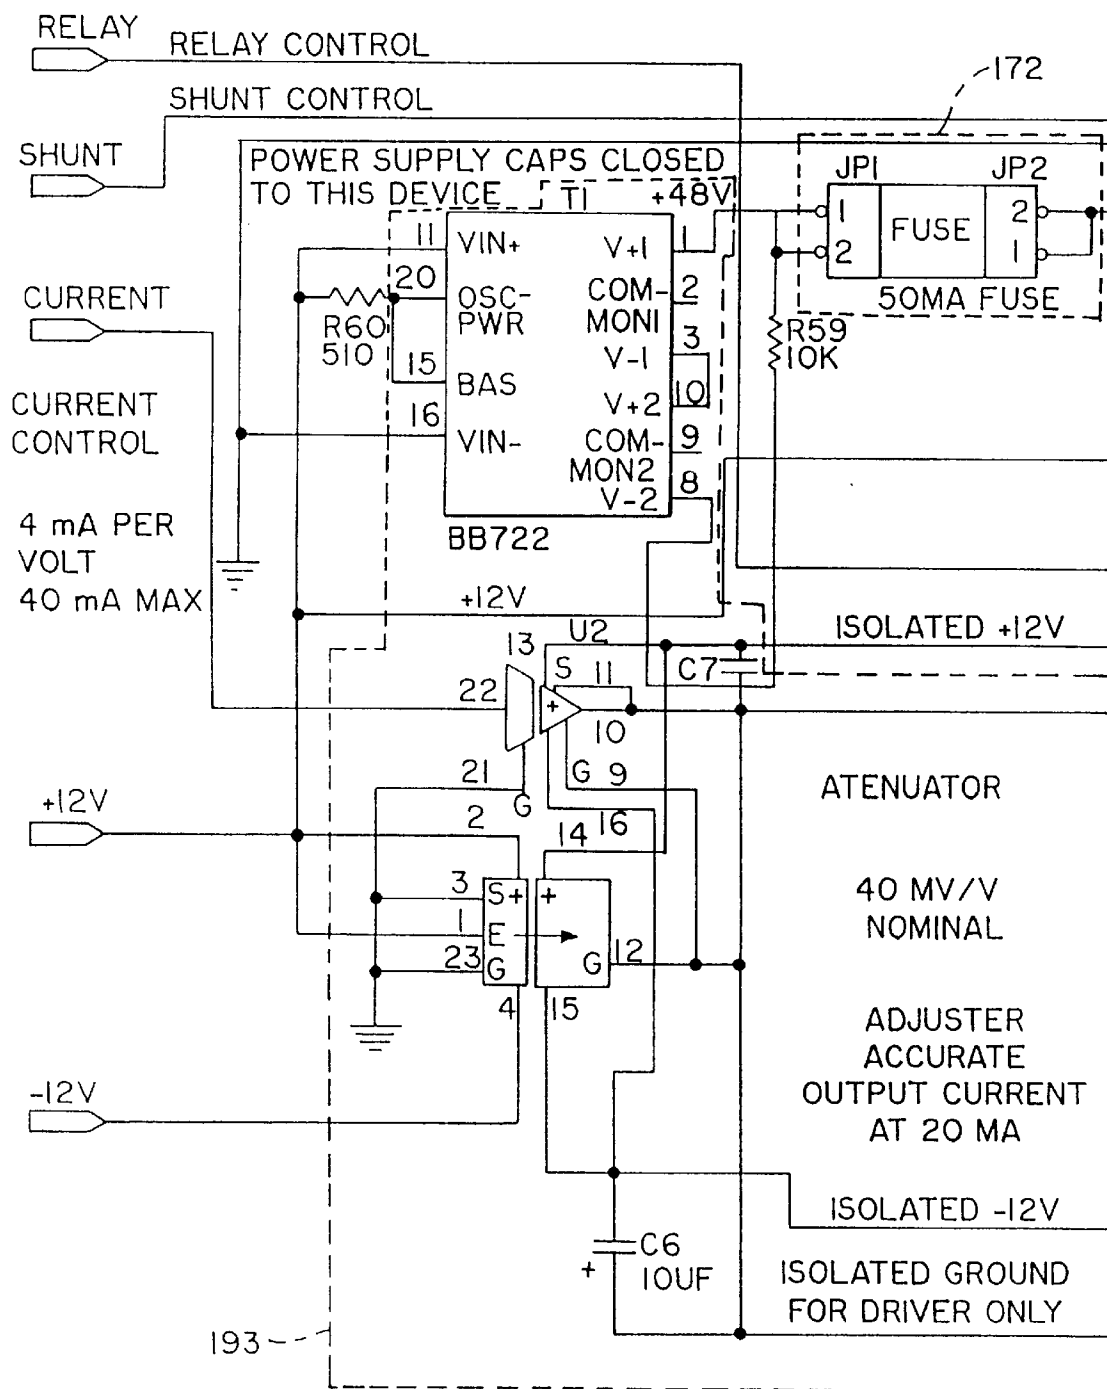 RELAY
RELAY CONTROL
172
SHUNT CONTROL
SHUNT
POWER SUPPLY CAPS CLOSED
TO THIS DEVICE
T1
+48V
JP1
JP2
11
VIN+
V+1
1
1
FUSE
2
2
1
20
OSC-
PWR
COM-
MON1
2
50MA FUSE
CURRENT
R60
510
R59
10K
V-1
3
15
BAS
V+2
10
CURRENT
CONTROL
16
VIN-
COM-
MON2
9
V-2
8
BB722
4 mA PER
VOLT
40 mA MAX
+12V
ISOLATED +12V
13
U2
S
11
C7
22
+
10
21
G
G
9
ATENUATOR
+12V
2
16
14
3
S+
+
40 MV/V
NOMINAL
1
E
23
G
G
12
4
15
ADJUSTER
ACCURATE
OUTPUT CURRENT
AT 20 MA
-12V
ISOLATED -12V
C6
10UF
+
ISOLATED GROUND
FOR DRIVER ONLY
193